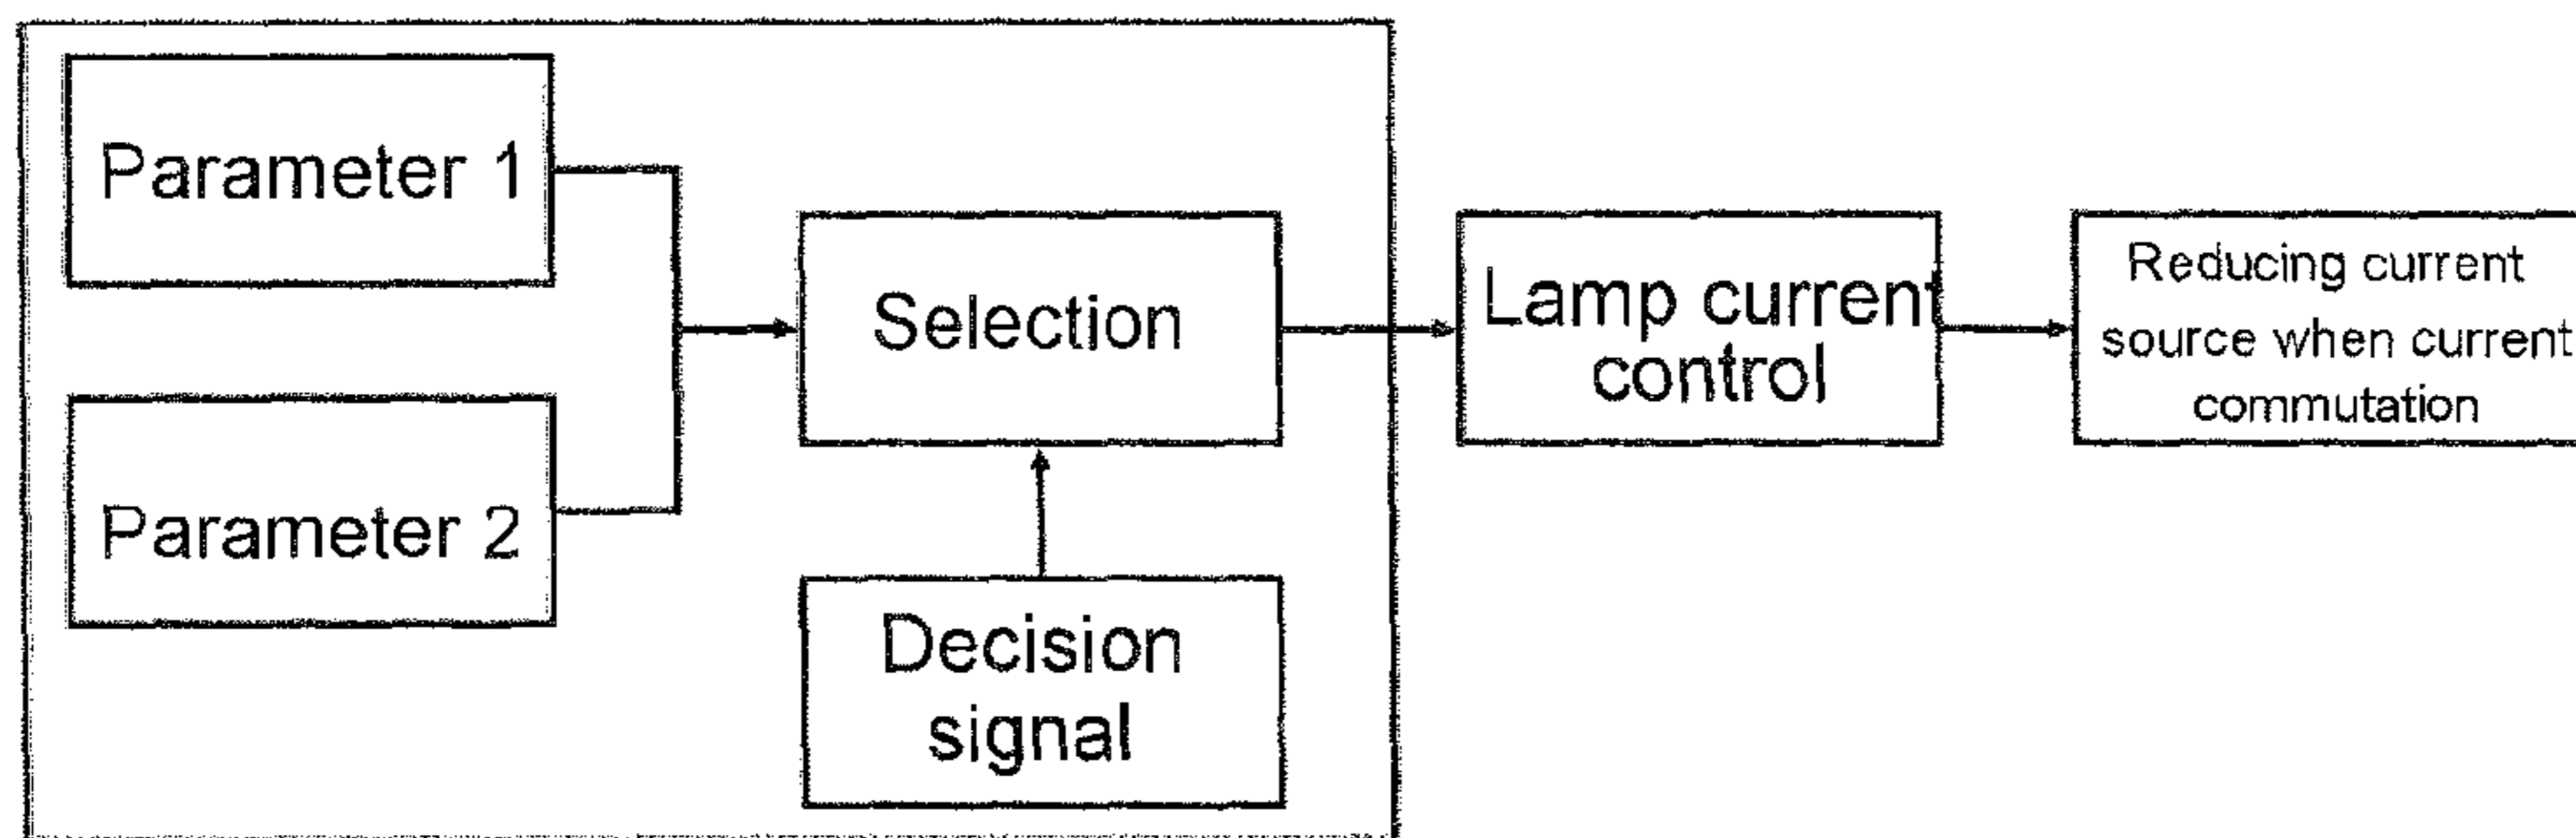 Parameter 1
Parameter 2
Selection
Decision
signal
Lamp current
control
Reducing current
source when current
commutation